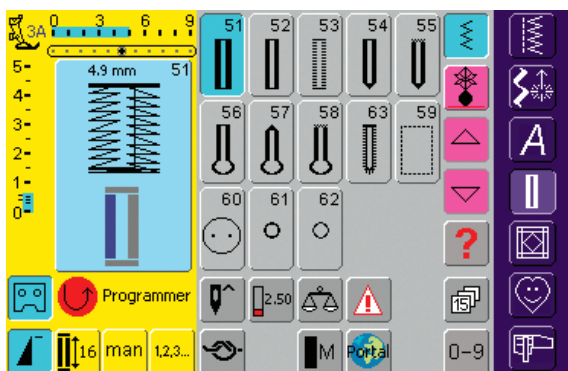 3A 0 3 6 9
5-
4-
3-
2-
1-
0-
4.9 mm 51
51 52 53 54 55
56 57 58 63 59
60 61 62
A
?
Programmer
2.50
15
16 man 1,2,3...
M Portal
0-9